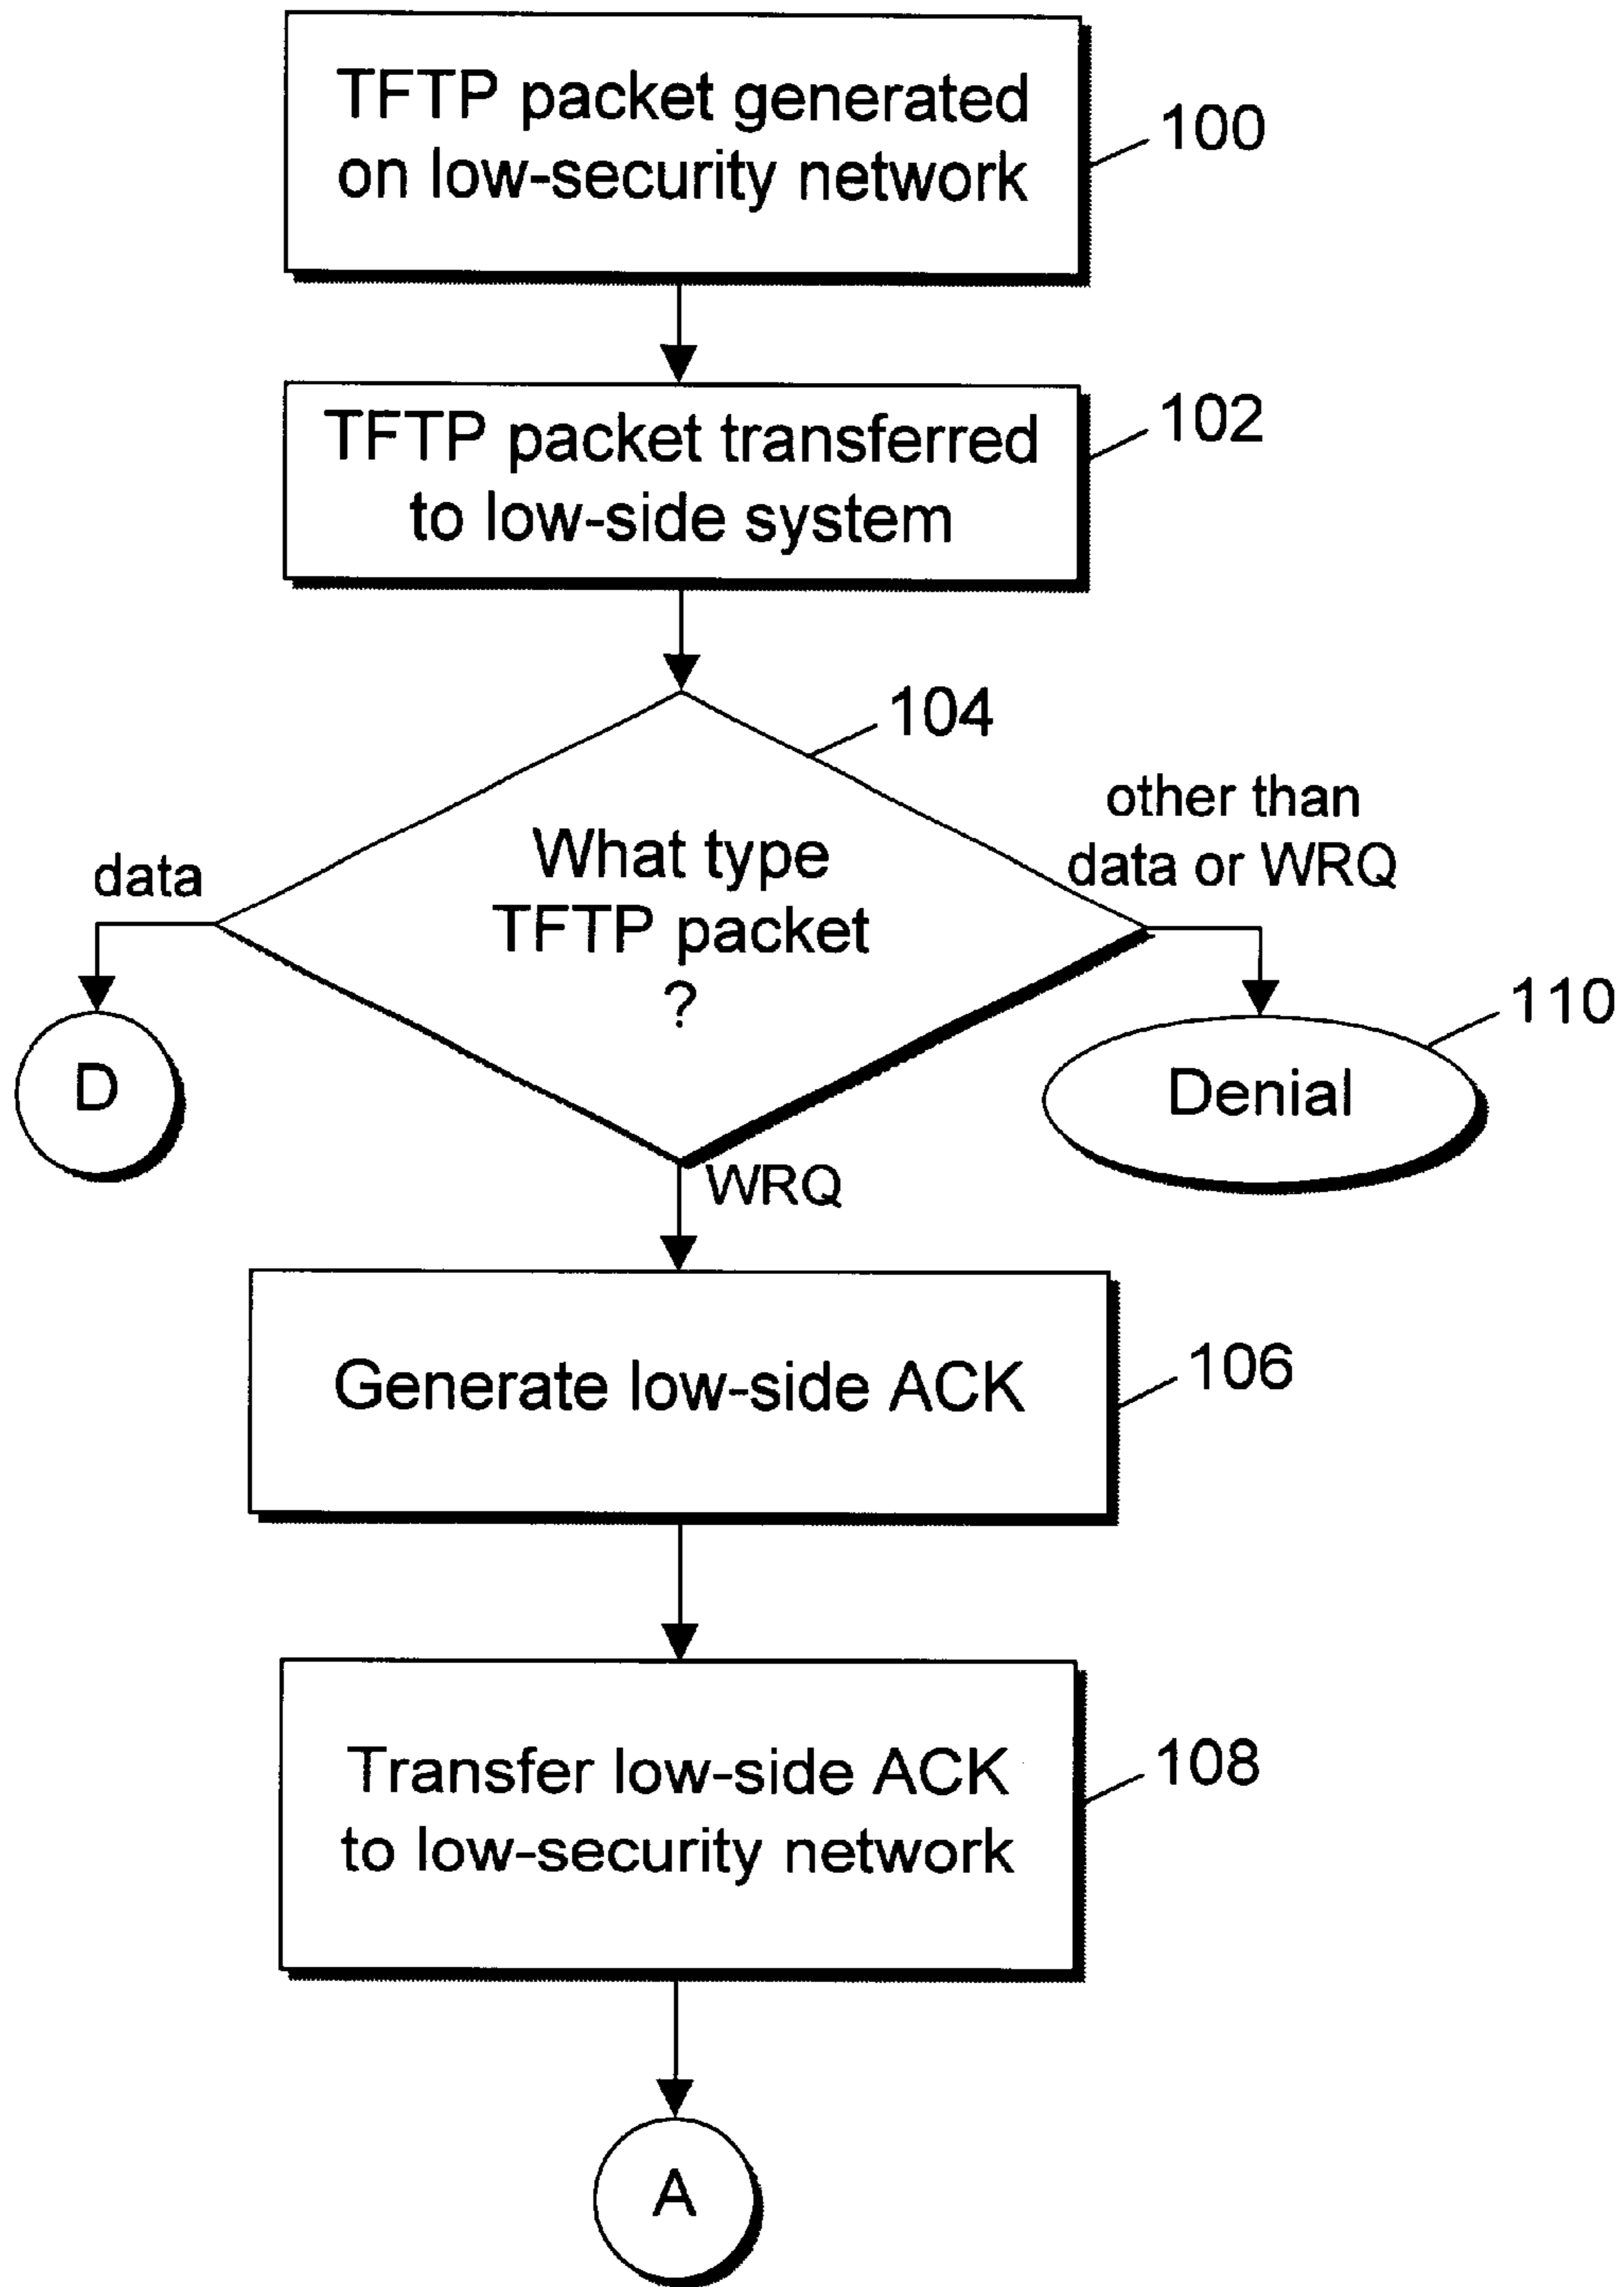 TFTP packet generated
on low-security network
100
TFTP packet transferred
to low-side system
102
104
What type
TFTP packet
?
data
other than
data or WRQ
D
Denial
110
WRQ
Generate low-side ACK
106
Transfer low-side ACK
to low-security network
108
A